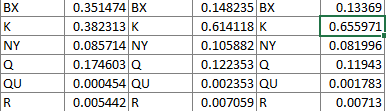 BX 0.351474 BX 0.148235 BX 0.13369
K 0.382313 K 0.614118 K 0.655971
NY 0.085714 NY 0.105882 NY 0.081996
Q 0.174603 Q 0.122353 Q 0.11943
QU 0.000454 QU 0.002353 QU 0.001783
R 0.005442 R 0.007059 R 0.00713